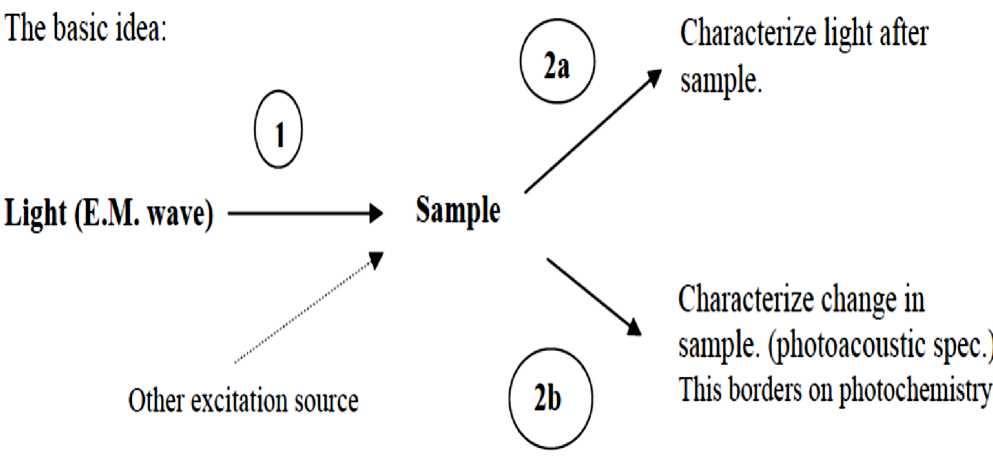 The basic idea:
Characterize light after
sample.
2a
1
Light (E.M. wave)
Sample
Characterize change in
sample. (photoacoustic spec.)
This borders on photochemistry
Other excitation source
2b